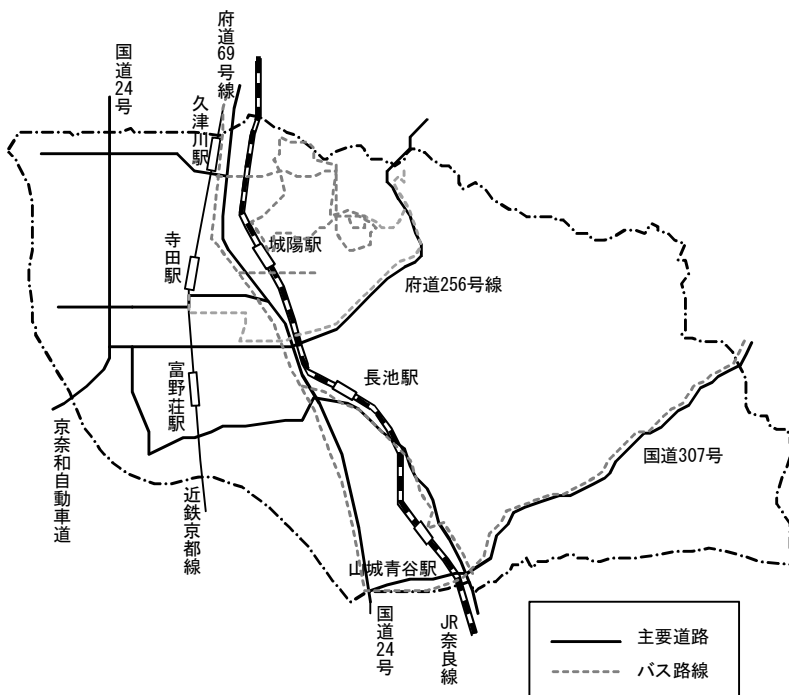 府道69号線
国道24号
久津川駅
寺田駅
城陽駅
府道256号線
長池駅
富野荘駅
国道307号
京奈和自動車道
近鉄京都線
山城青谷駅
国道24号
JR奈良線
主要道路
バス路線